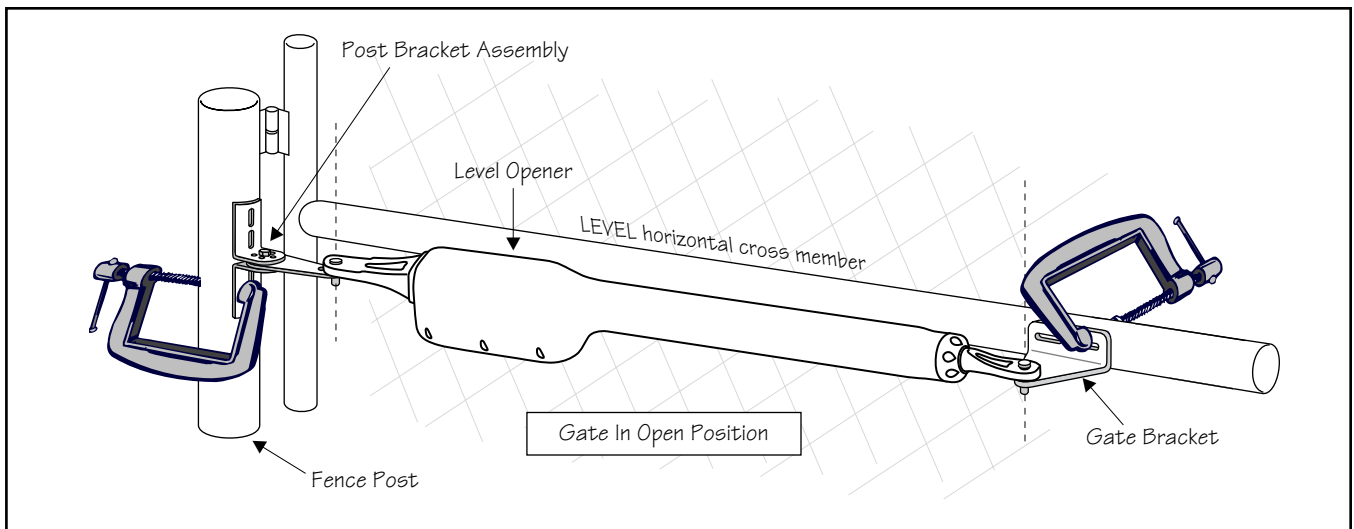 Post Bracket Assembly
Level Opener
LEVEL horizontal cross member
Gate In Open Position
Gate Bracket
Fence Post